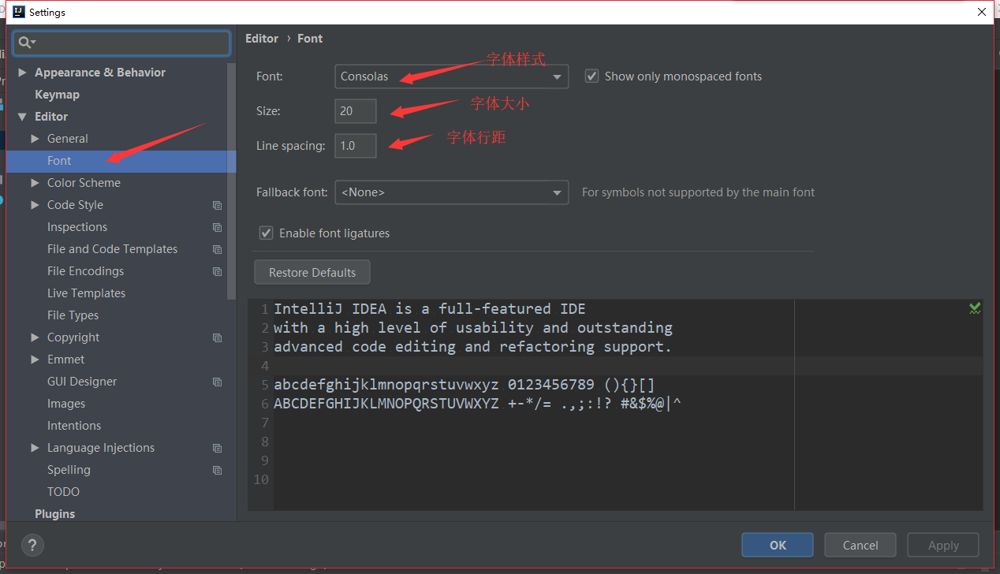 Settings
Editor › Font
Appearance & Behavior
Keymap
Editor
General
Font
Color Scheme
Code Style
Inspections
File and Code Templates
File Encodings
Live Templates
File Types
Copyright
Emmet
GUI Designer
Images
Intentions
Language Injections
Spelling
TODO
Plugins
Font: Consolas 字体样式 Show only monospaced fonts
Size: 20 字体大小
Line spacing: 1.0 字体行距
Fallback font: <None> For symbols not supported by the main font
Enable font ligatures
Restore Defaults
1 IntelliJ IDEA is a full-featured IDE
2 with a high level of usability and outstanding
3 advanced code editing and refactoring support.
4
5 abcdefghijklmnopqrstuvwxyz 0123456789 (){}[]
6 ABCDEFGHIJKLMNOPQRSTUVWXYZ +-*/= .,;:!? #&$%@|^
7
8
9
10
? OK Cancel Apply